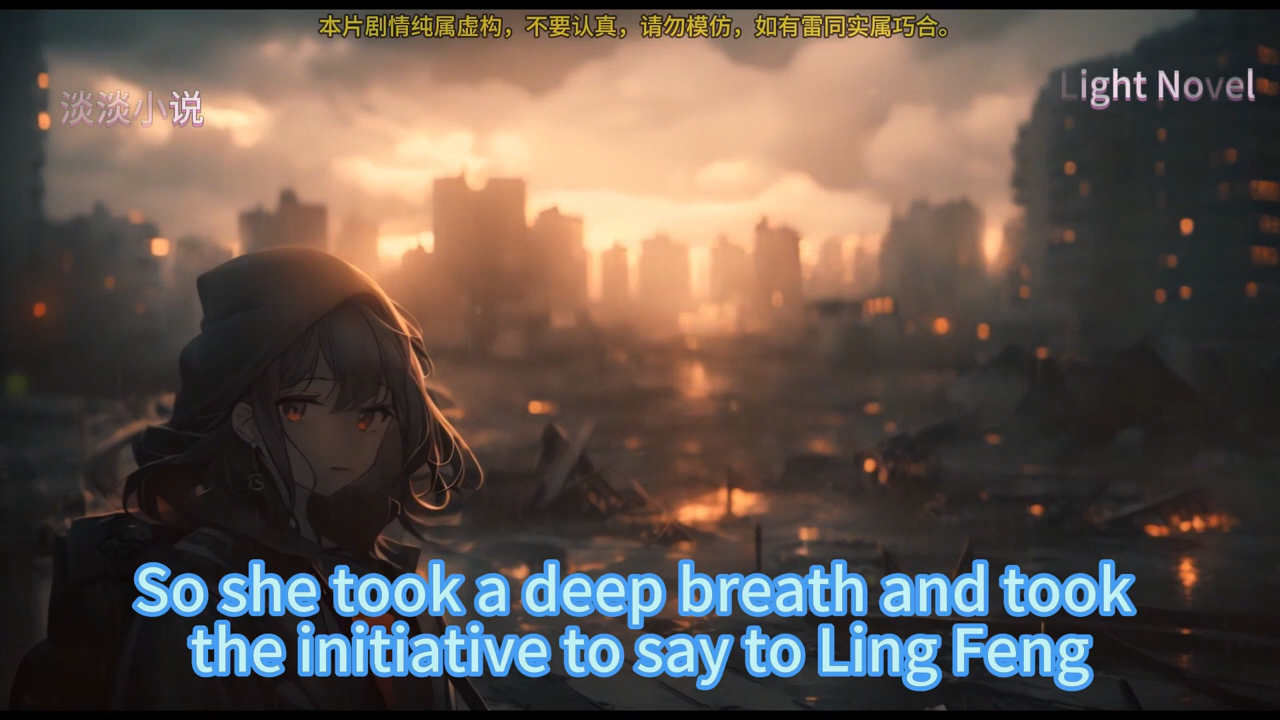 本片剧情纯属虚构，不要认真，请勿模仿，如有雷同实属巧合。
淡淡小说
Light Novel
So she took a deep breath and took
the initiative to say to Ling Feng